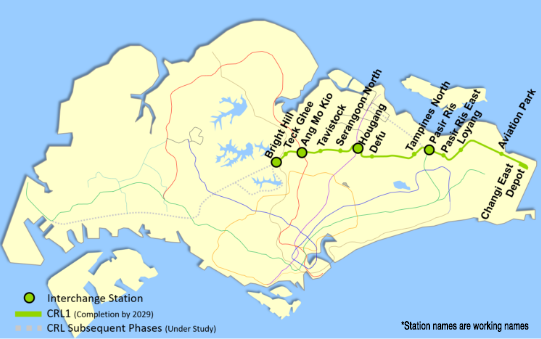 Bright Hill
Teck Ghee
Ang Mo Kio
Tavistock
Serangoon North
Hougang
Defu
Tampines North
Pasir Ris
Pasir Ris East
Loyang
Aviation Park
Changi East
Depot
Interchange Station
CRL1 (Completion by 2029)
CRL Subsequent Phases (Under Study)
*Station names are working names